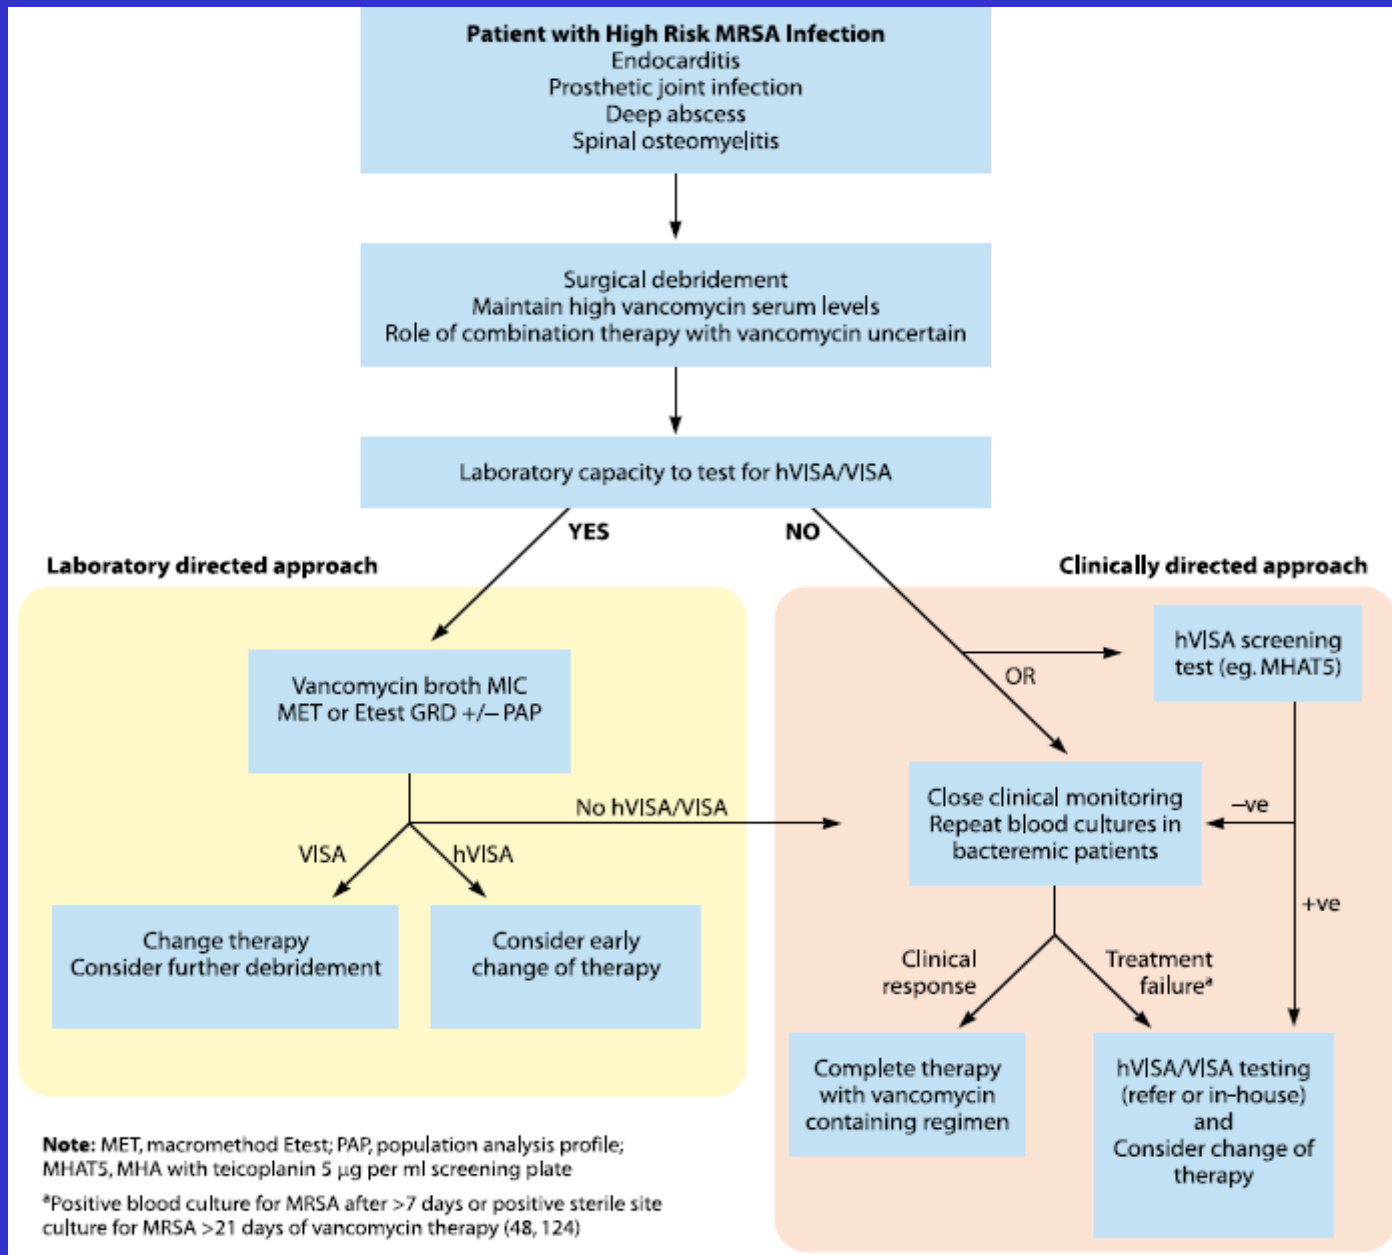 Patient with High Risk MRSA Infection
Endocarditis
Prosthetic joint infection
Deep abscess
Spinal osteomyelitis
Surgical debridement
Maintain high vancomycin serum levels
Role of combination therapy with vancomycin uncertain
Laboratory capacity to test for hVISA/VISA
YES
NO
Laboratory directed approach
Clinically directed approach
Vancomycin broth MIC
MET or Etest GRD +/– PAP
hVISA screening
test (eg. MHAT5)
OR
No hVISA/VISA
VISA
hVISA
Close clinical monitoring
Repeat blood cultures in
bacteremic patients
–ve
+ve
Change therapy
Consider further debridement
Consider early
change of therapy
Clinical
response
Treatment
failureª
Complete therapy
with vancomycin
containing regimen
hVISA/VISA testing
(refer or in-house)
and
Consider change of
therapy
Note: MET, macromethod Etest; PAP, population analysis profile;
MHAT5, MHA with teicoplanin 5 µg per ml screening plate
ªPositive blood culture for MRSA after >7 days or positive sterile site
culture for MRSA >21 days of vancomycin therapy (48, 124)